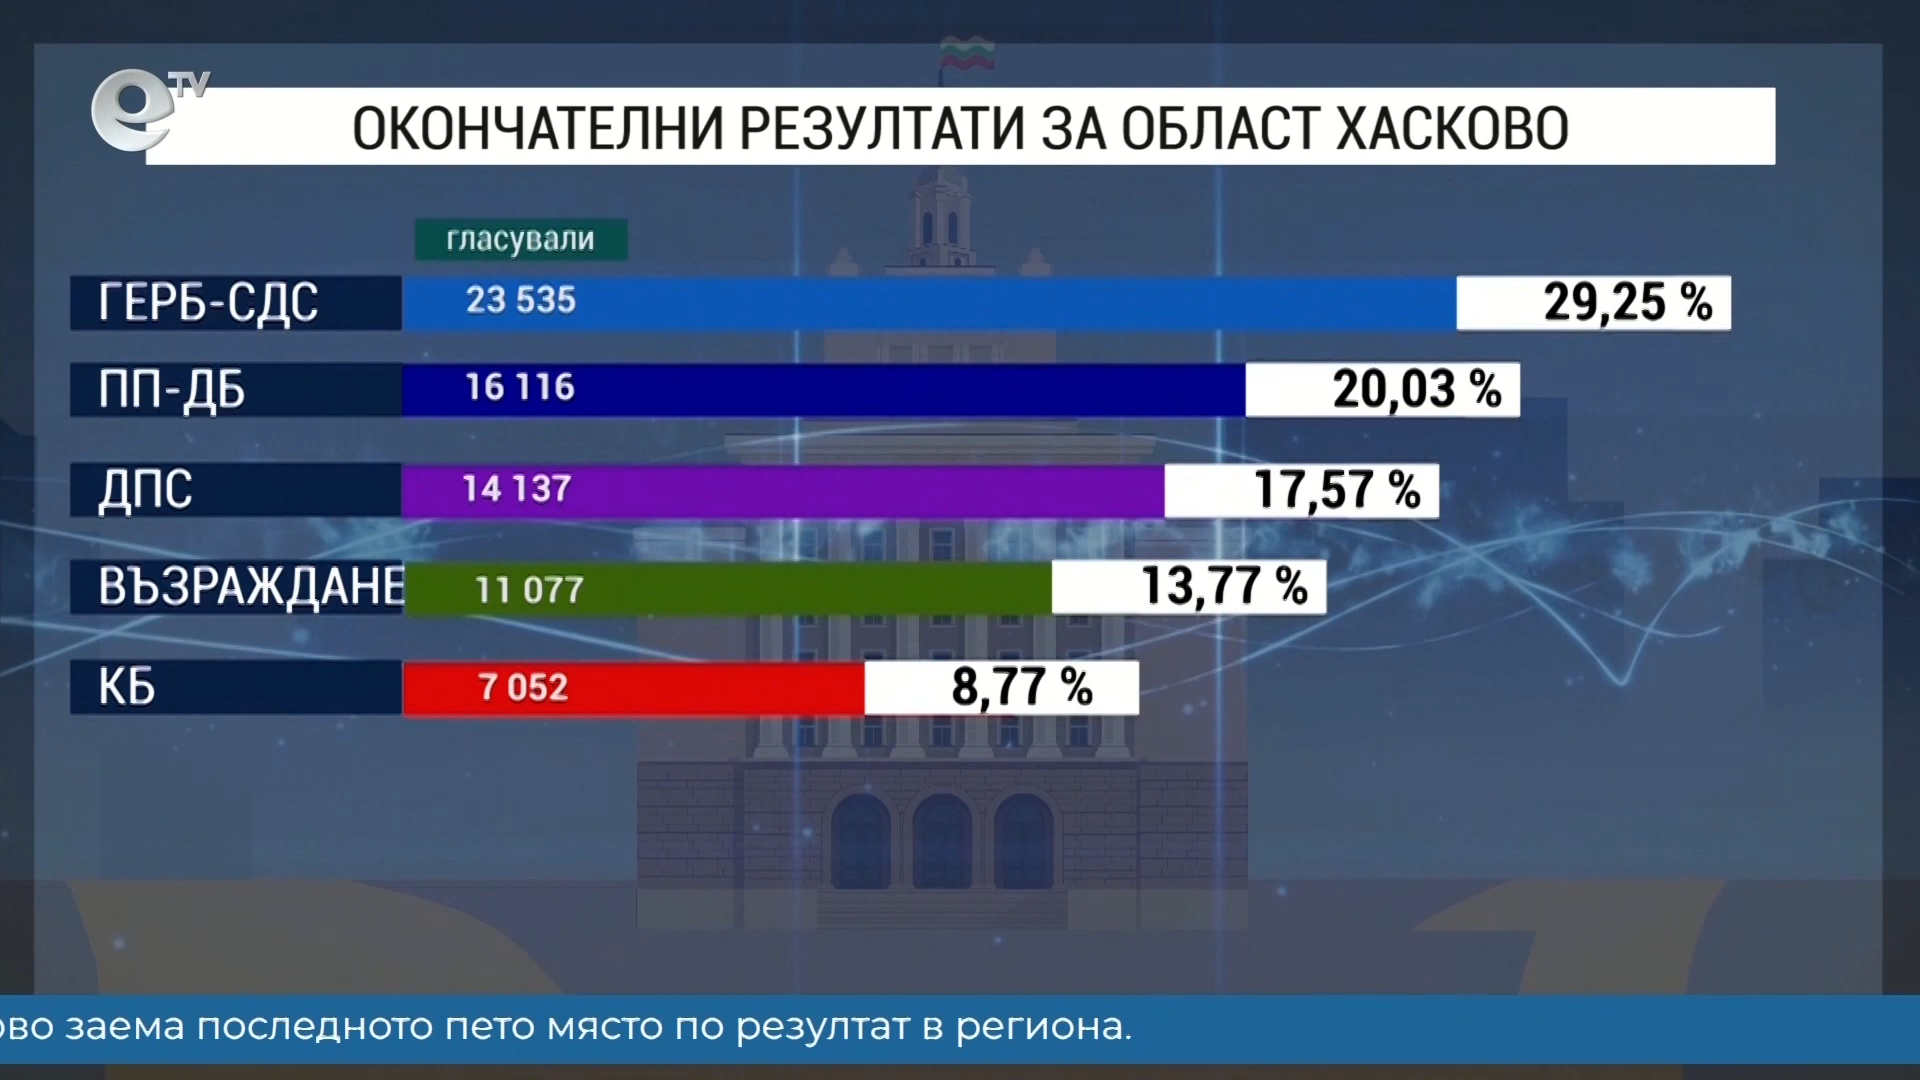 eTV
ОКОНЧАТЕЛНИ РЕЗУЛТАТИ ЗА ОБЛАСТ ХАСКОВО
гласували
ГЕРБ-СДС 23 535 29,25 %
ПП-ДБ 16 116 20,03 %
ДПС 14 137 17,57 %
ВЪЗРАЖДАНЕ 11 077 13,77 %
КБ 7 052 8,77 %
ово заема последното пето място по резултат в региона.